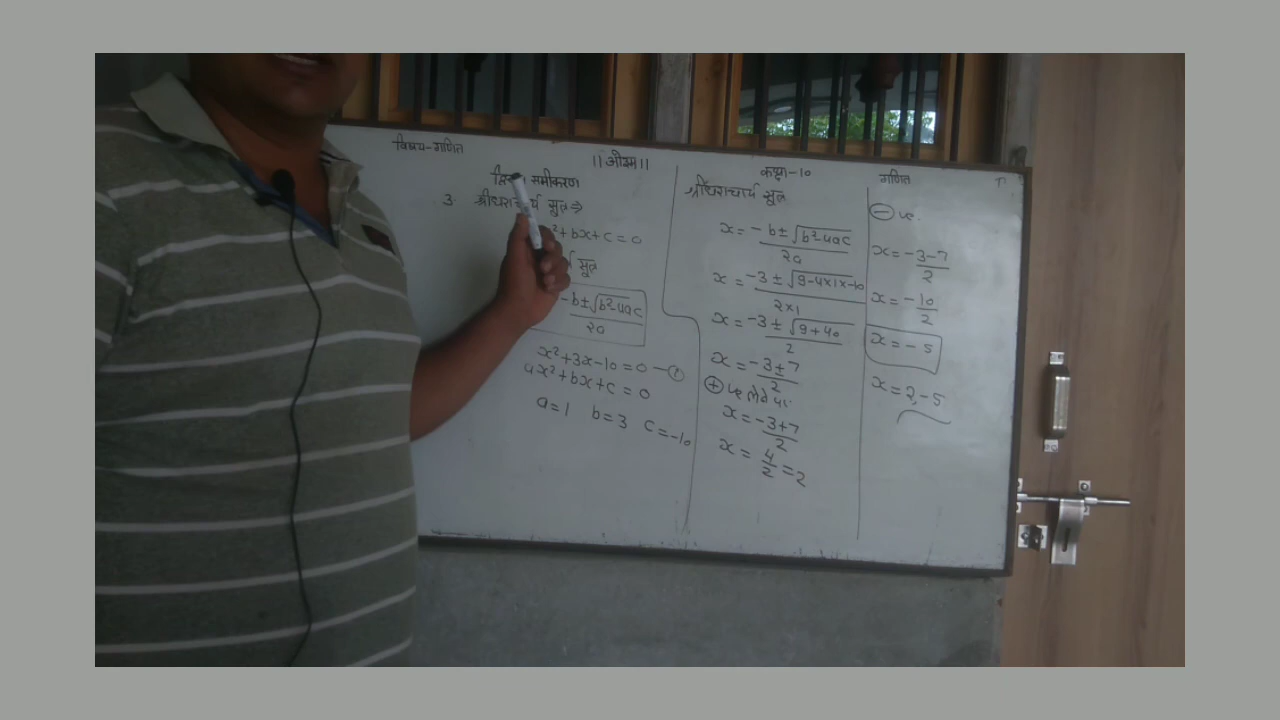 विषय-गणित
॥ओ३म॥
कक्षा-10
गणित
समीकरण
3. श्रीधराचार्य सुत्र⇒
²+bx+c=0
सुत्र
-b±√b²-4ac
2a
x²+3x-10=0 —①
ax²+bx+c=0
a=1 b=3 c=-10
श्रीधराचार्य सुत्र
x = -b±√b²-4ac / 2a
x = -3±√9-4×1×-10 / 2×1
x = -3±√9+40 / 2
x = -3±7 / 2
⊕ ve लेने पर
x = -3+7 / 2
x = 4/2 = 2
⊖ ve.
x = -3-7 / 2
x = -10 / 2
x = -5
x = 2,-5